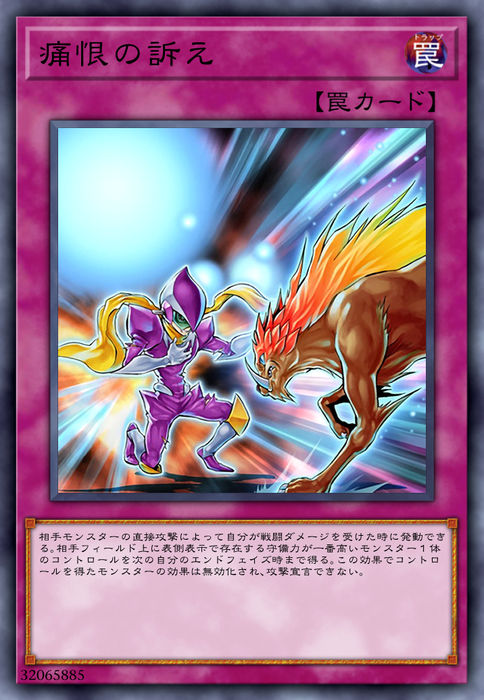 痛恨の訴え
トラップ
罠
【罠カード】
相手モンスターの直接攻撃によって自分が戦闘ダメージを受けた時に発動でき
る。相手フィールド上に表側表示で存在する守備力が一番高いモンスター１体
のコントロールを次の自分のエンドフェイズ時まで得る。この効果でコントロ
ールを得たモンスターの効果は無効化され、攻撃宣言できない。
32065885